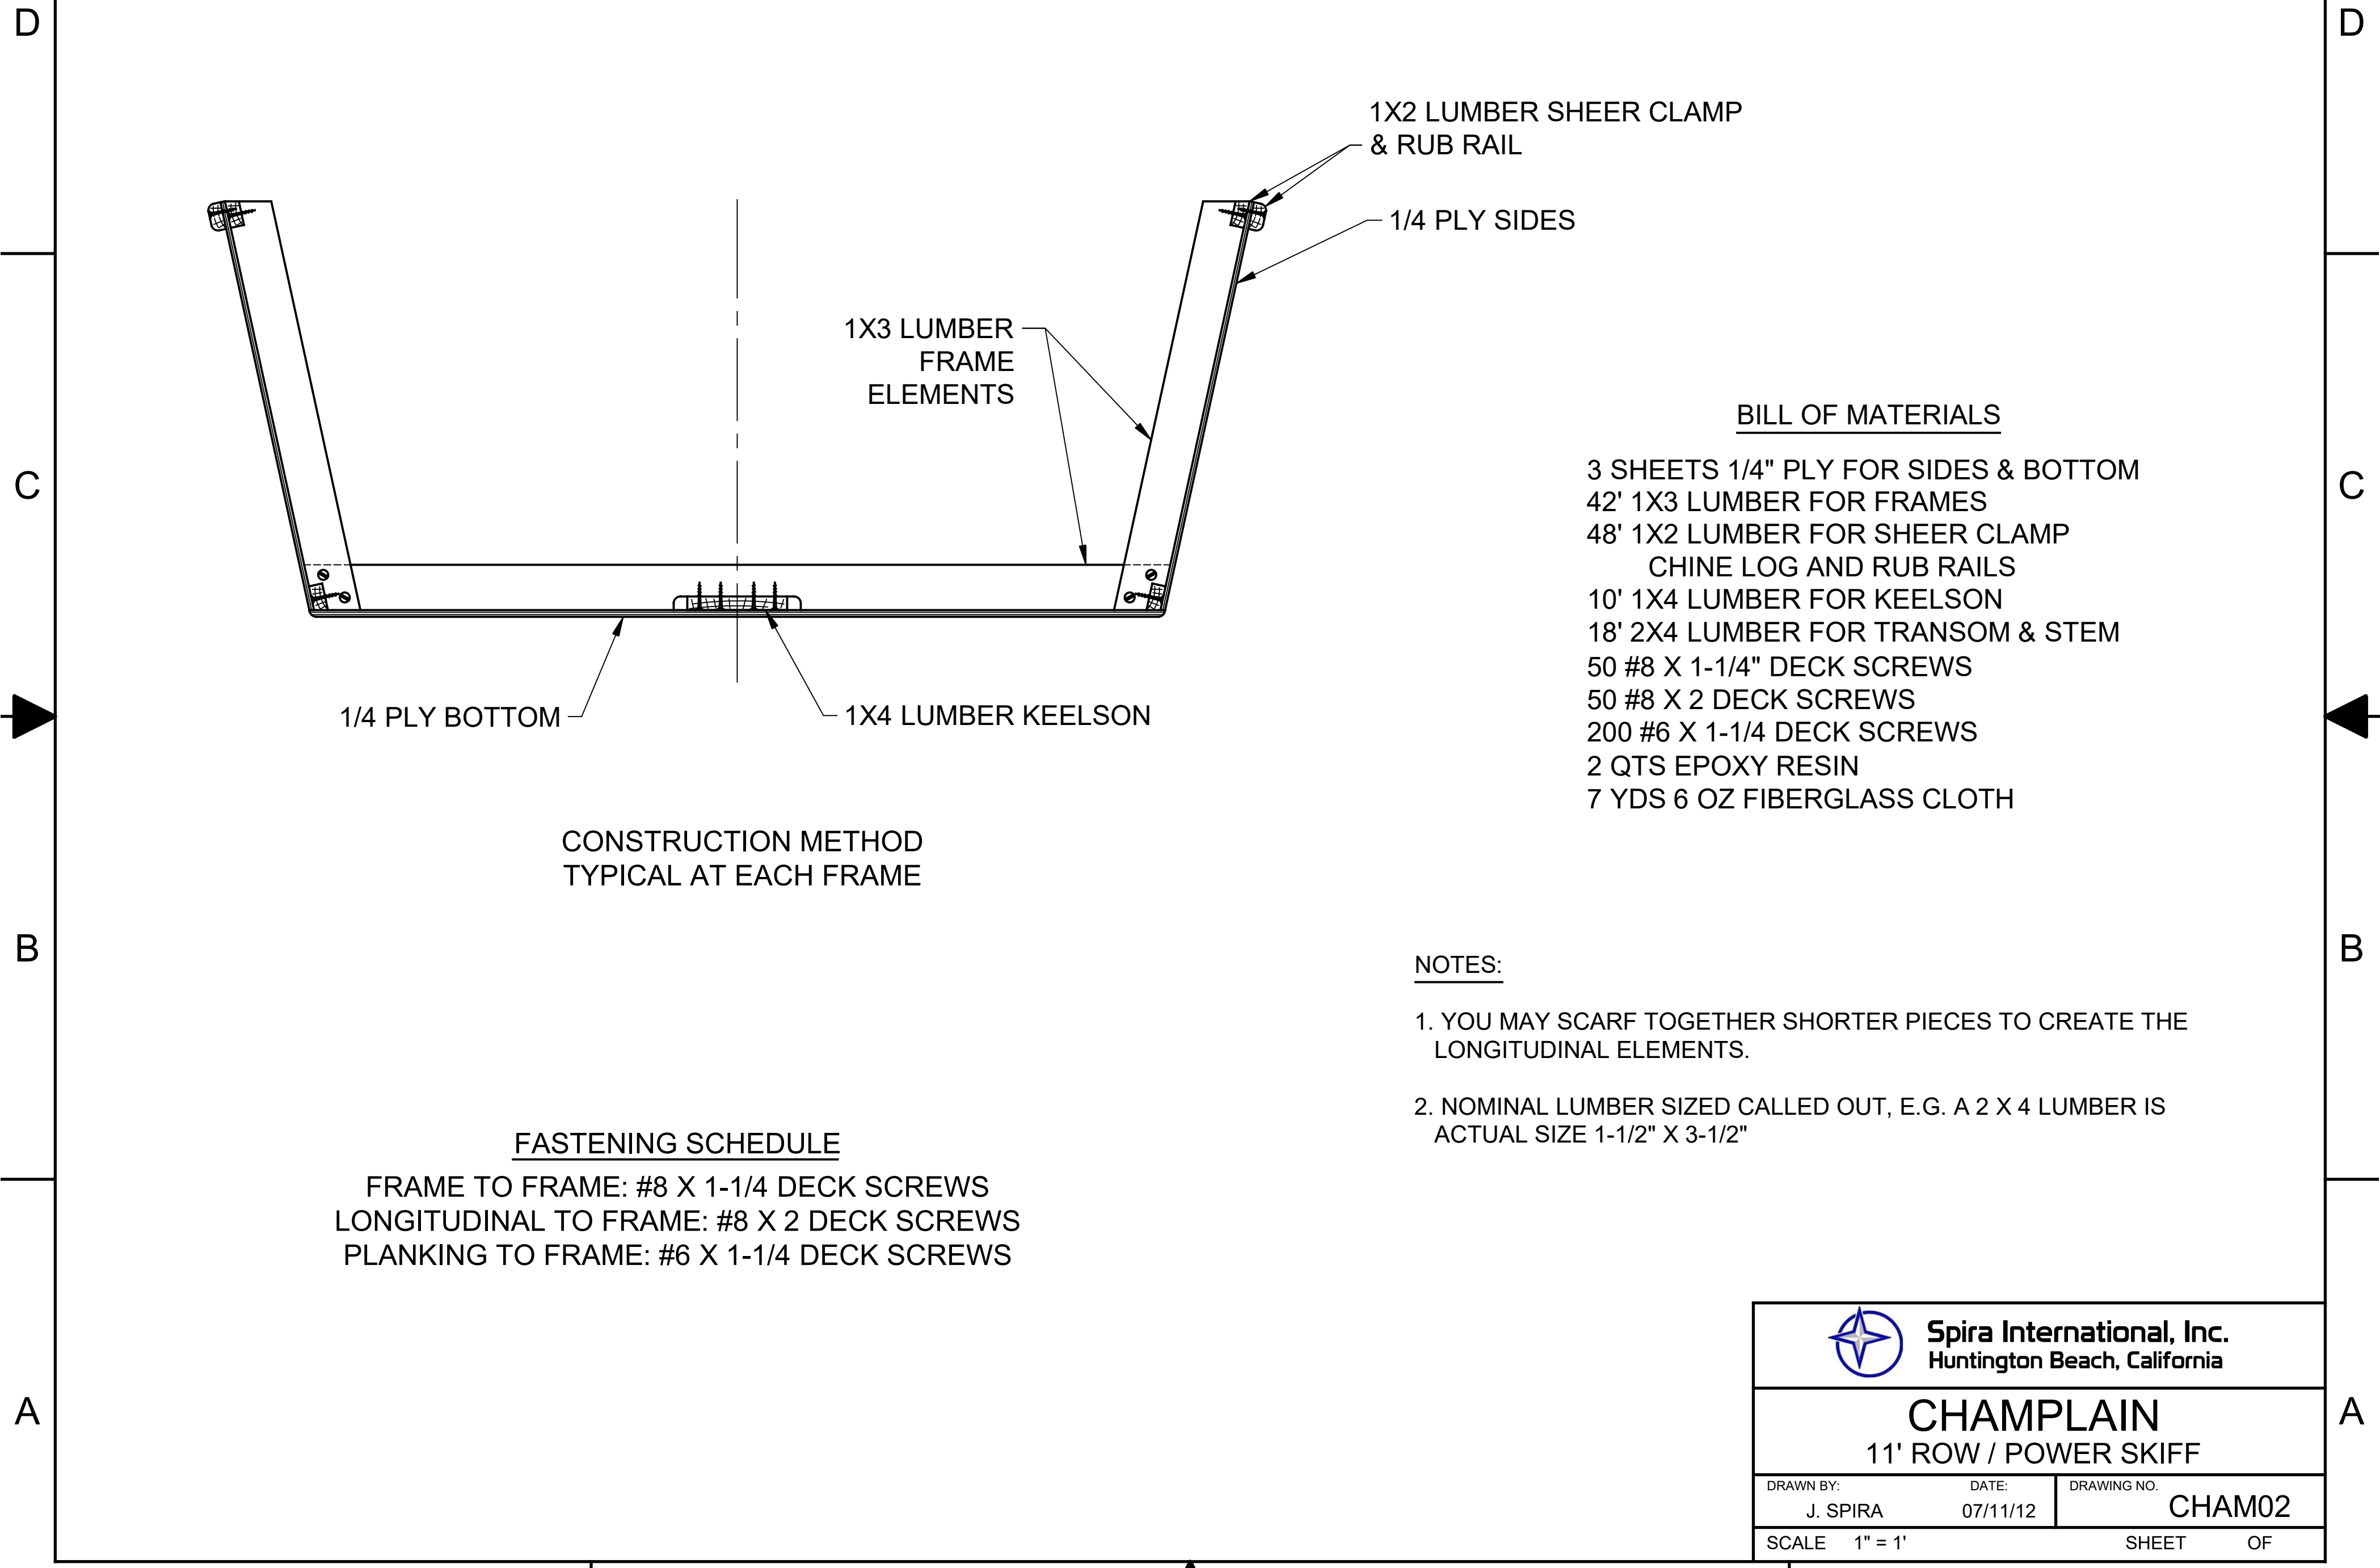 D
D
1X2 LUMBER SHEER CLAMP
& RUB RAIL
1/4 PLY SIDES
1X3 LUMBER
FRAME
ELEMENTS
C
C
1/4 PLY BOTTOM
1X4 LUMBER KEELSON
CONSTRUCTION METHOD
TYPICAL AT EACH FRAME
BILL OF MATERIALS
3 SHEETS 1/4" PLY FOR SIDES & BOTTOM
42' 1X3 LUMBER FOR FRAMES
48' 1X2 LUMBER FOR SHEER CLAMP
CHINE LOG AND RUB RAILS
10' 1X4 LUMBER FOR KEELSON
18' 2X4 LUMBER FOR TRANSOM & STEM
50 #8 X 1-1/4" DECK SCREWS
50 #8 X 2 DECK SCREWS
200 #6 X 1-1/4 DECK SCREWS
2 QTS EPOXY RESIN
7 YDS 6 OZ FIBERGLASS CLOTH
B
B
NOTES:
1. YOU MAY SCARF TOGETHER SHORTER PIECES TO CREATE THE
LONGITUDINAL ELEMENTS.
2. NOMINAL LUMBER SIZED CALLED OUT, E.G. A 2 X 4 LUMBER IS
ACTUAL SIZE 1-1/2" X 3-1/2"
FASTENING SCHEDULE
FRAME TO FRAME: #8 X 1-1/4 DECK SCREWS
LONGITUDINAL TO FRAME: #8 X 2 DECK SCREWS
PLANKING TO FRAME: #6 X 1-1/4 DECK SCREWS
A
A
Spira International, Inc.
Huntington Beach, California
CHAMPLAIN
11' ROW / POWER SKIFF
DRAWN BY:
J. SPIRA
DATE:
07/11/12
DRAWING NO.
CHAM02
SCALE 1" = 1'
SHEET OF